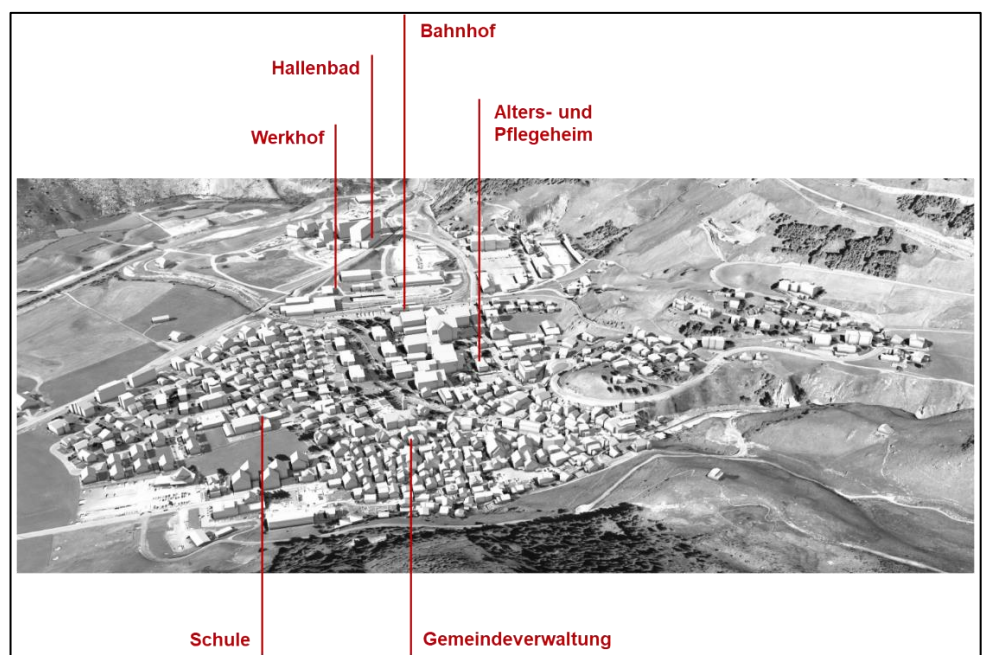 Bahnhof
Hallenbad
Alters- und
Pflegeheim
Werkhof
Schule
Gemeindeverwaltung